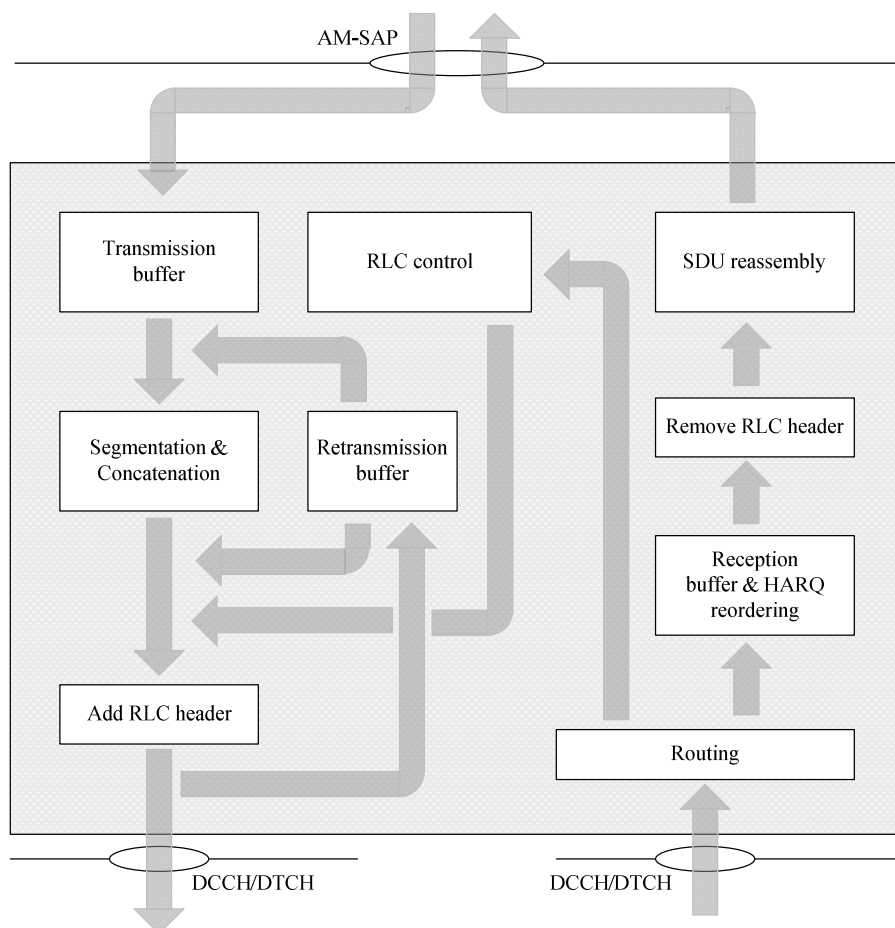 AM-SAP
Transmission
buffer
RLC control
SDU reassembly
Segmentation &
Concatenation
Retransmission
buffer
Remove RLC header
Reception
buffer & HARQ
reordering
Add RLC header
Routing
DCCH/DTCH
DCCH/DTCH